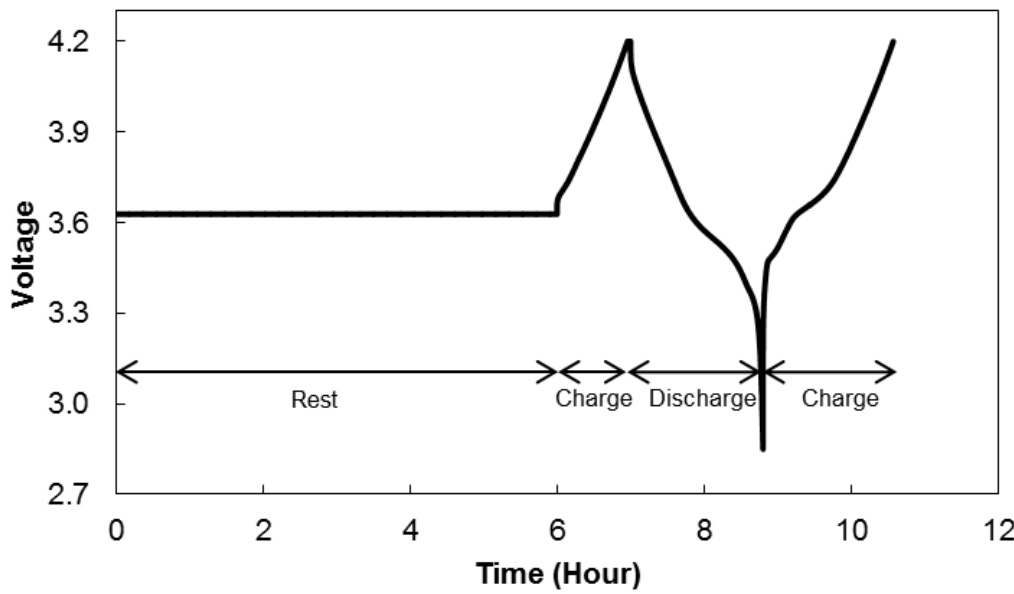 4.2
3.9
3.6
3.3
3.0
2.7
Voltage
Rest
Charge
Discharge
Charge
0 2 4 6 8 10 12
Time (Hour)